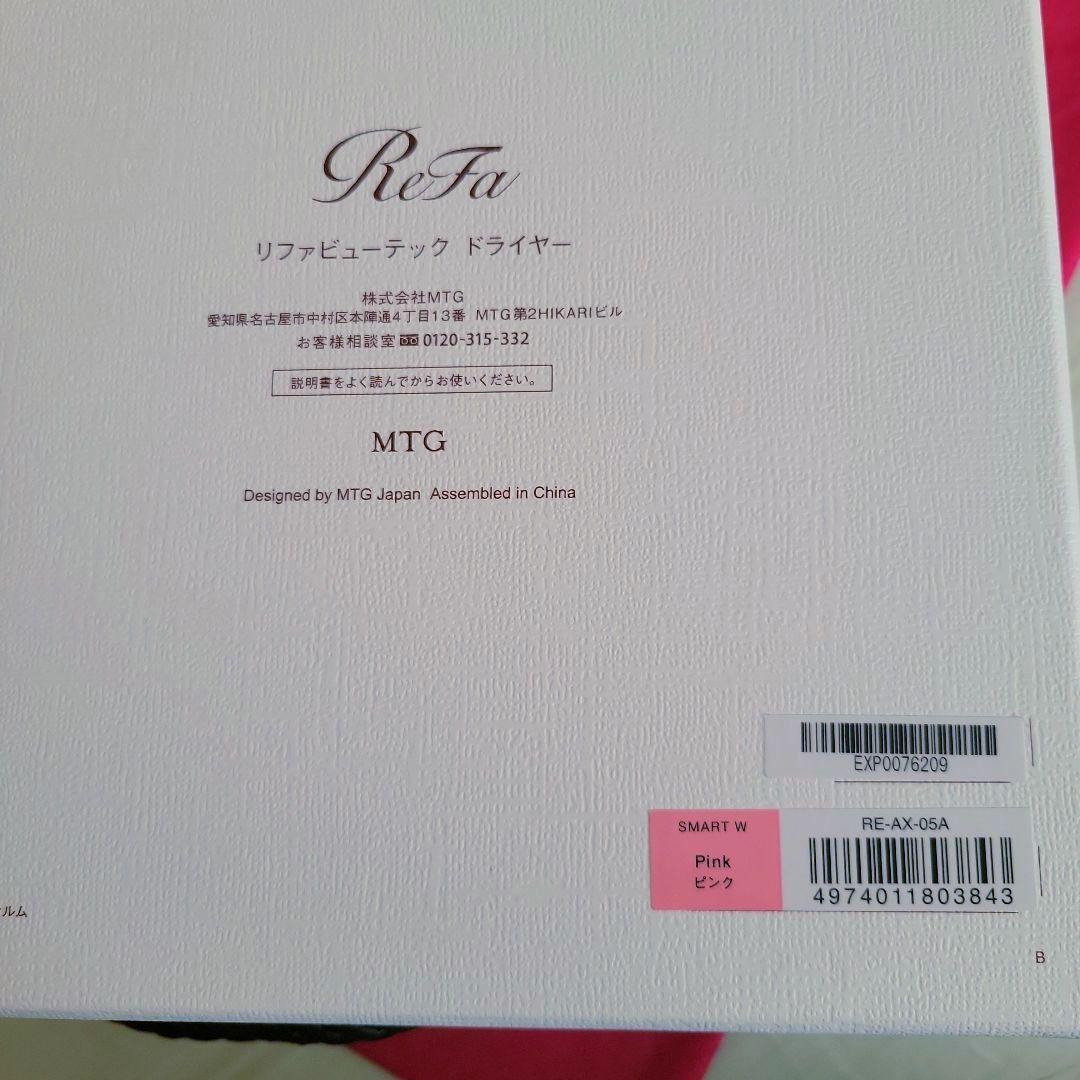 ReFa
リファビューテック ドライヤー
株式会社MTG
愛知県名古屋市中村区本陣通4丁目13番 MTG第2HIKARIビル
お客様相談室 0120-315-332
説明書をよく読んでからお使いください。
MTG
Designed by MTG Japan Assembled in China
EXP0076209
SMART W
Pink
ピンク
RE-AX-05A
4974011803843
ルム
B